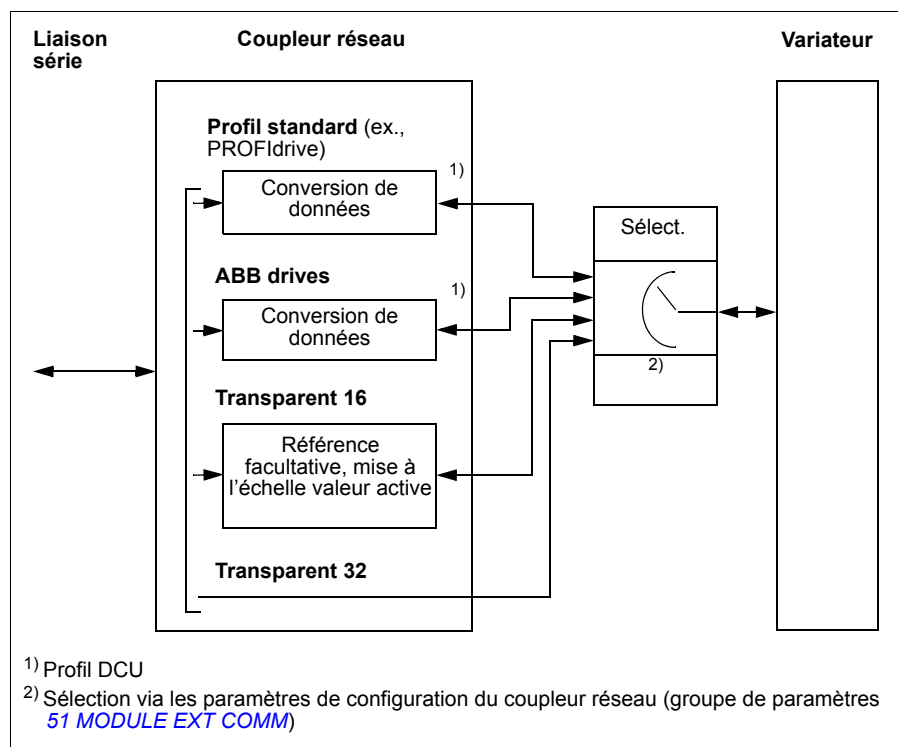 Liaison
série
Coupleur réseau
Variateur
Profil standard (ex.,
PROFIdrive)
1)
Conversion de
données
Sélect.
ABB drives
1)
Conversion de
données
2)
Transparent 16
Référence
facultative, mise à
l’échelle valeur active
Transparent 32
1) Profil DCU
2) Sélection via les paramètres de configuration du coupleur réseau (groupe de paramètres
51 MODULE EXT COMM)